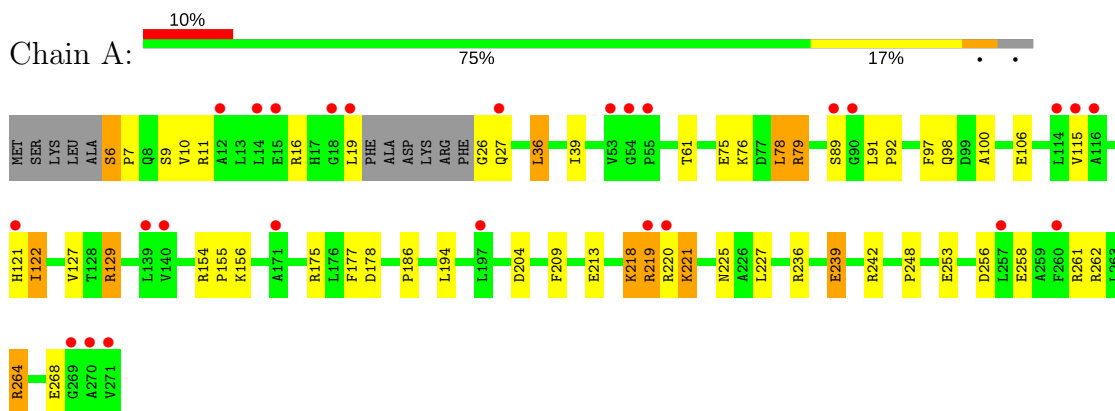 10%
Chain A:
75% 17% • •
MET SER LYS LEU ALA S6 P7 Q8 S9 V10 R11 A12 L13 L14 E15 R16 H17 G18 L19 PHE ALA ASP LYS ARG PHE G26 Q27 L36 I39 V53 G54 P55 T61 E75 K76 D77 L78 R79 S89 G90 L91 P92 F97 Q98 D99 A100 E106 L114 V115 A116
H121 I122 V127 T128 R129 L139 V140 R154 P155 K156 A171 R175 L176 F177 D178 P186 L194 L197 D204 F209 E213 K218 R219 R220 K221 N225 A226 L227 R236 E239 R242 P248 E253 D256 L257 E258 A259 F260 R261 R262 L263
R264 E268 G269 A270 V271